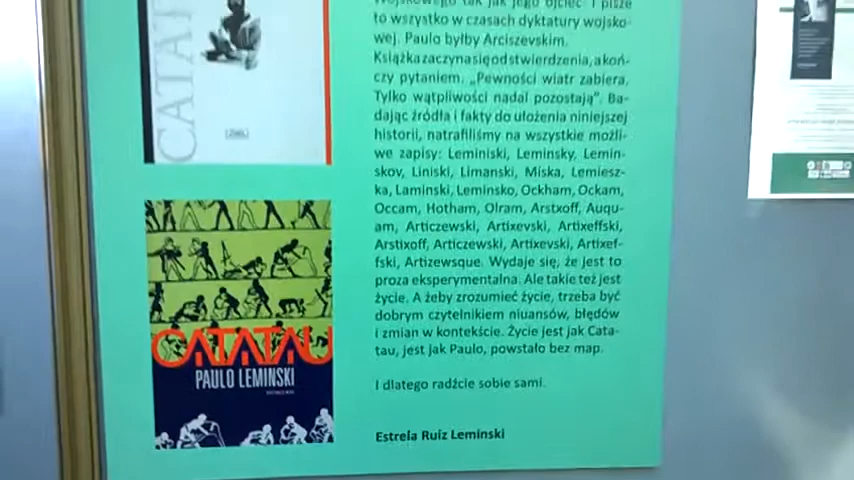 CATATAU
Wojskowego tak jak jego ojciec. I pisze
to wszystko w czasach dyktatury wojsko-
wej. Paulo byłby Arciszewskim.
Książka zaczyna się od stwierdzenia, a koń-
czy pytaniem. „Pewności wiatr zabiera.
Tylko wątpliwości nadal pozostają”. Ba-
dając źródła i fakty do ułożenia niniejszej
historii, natrafiliśmy na wszystkie możli-
we zapisy: Leminiski, Leminsky, Lemin-
skov, Liniski, Limanski, Miska, Lemiesz-
ka, Laminski, Leminsko, Ockham, Ockam,
Occam, Hotham, Olram, Arstxoff, Auqu-
am, Articzewski, Artixevski, Artixeffski,
Arstixoff, Articzewski, Artixevski, Artixef-
fski, Artizewsque. Wydaje się, że jest to
proza eksperymentalna. Ale takie też jest
życie. A żeby zrozumieć życie, trzeba być
dobrym czytelnikiem niuansów, błędów
i zmian w kontekście. Życie jest jak Cata-
tau, jest jak Paulo, powstało bez map.
I dlatego radźcie sobie sami.
Estrela Ruiz Leminski
CATATAU
PAULO LEMINSKI